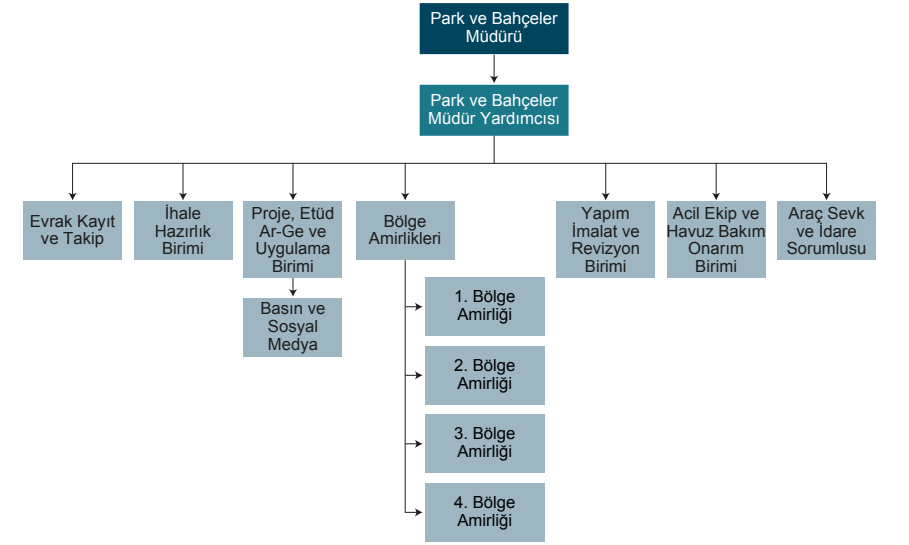 Park ve Bahçeler
Müdürü
Park ve Bahçeler
Müdür Yardımcısı
Evrak Kayıt
ve Takip
İhale
Hazırlık
Birimi
Proje, Etüd
Ar-Ge ve
Uygulama
Birimi
Bölge
Amirlikleri
Yapım
İmalat ve
Revizyon
Birimi
Acil Ekip ve
Havuz Bakım
Onarım
Birimi
Araç Sevk
ve İdare
Sorumlusu
Basın ve
Sosyal
Medya
1. Bölge
Amirliği
2. Bölge
Amirliği
3. Bölge
Amirliği
4. Bölge
Amirliği